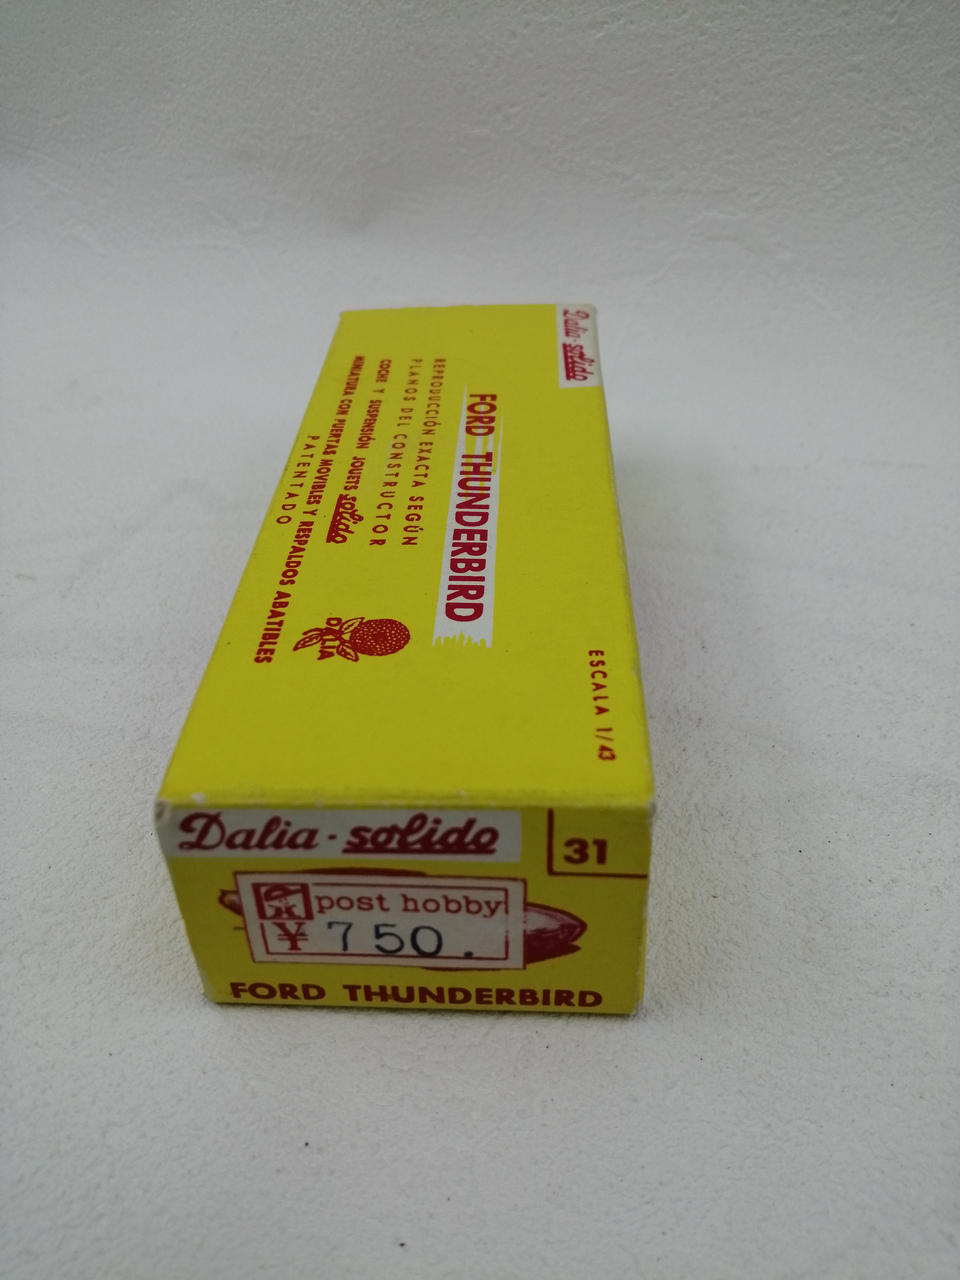 Dalia-solido
FORD THUNDERBIRD
REPRODUCCIÓN EXACTA SEGÚN
PLANOS DEL CONSTRUCTOR
COCHE Y SUSPENSIÓN JOUETS solido
MINIATURA CON PUERTAS MOVIBLES Y RESPALDOS ABATIBLES
PATENTADO
DALIA
ESCALA 1/43
Dalia-solido
31
post hobby
¥ 750.
FORD THUNDERBIRD